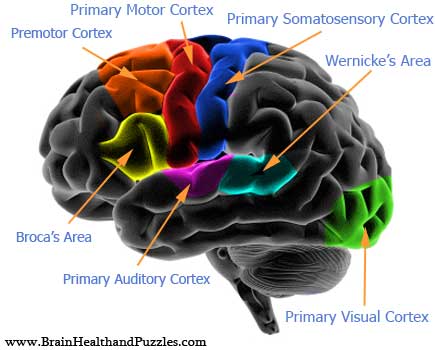 Primary Motor Cortex
Premotor Cortex
Primary Somatosensory Cortex
Wernicke's Area
Broca's Area
Primary Auditory Cortex
Primary Visual Cortex
www.BrainHealthandPuzzles.com